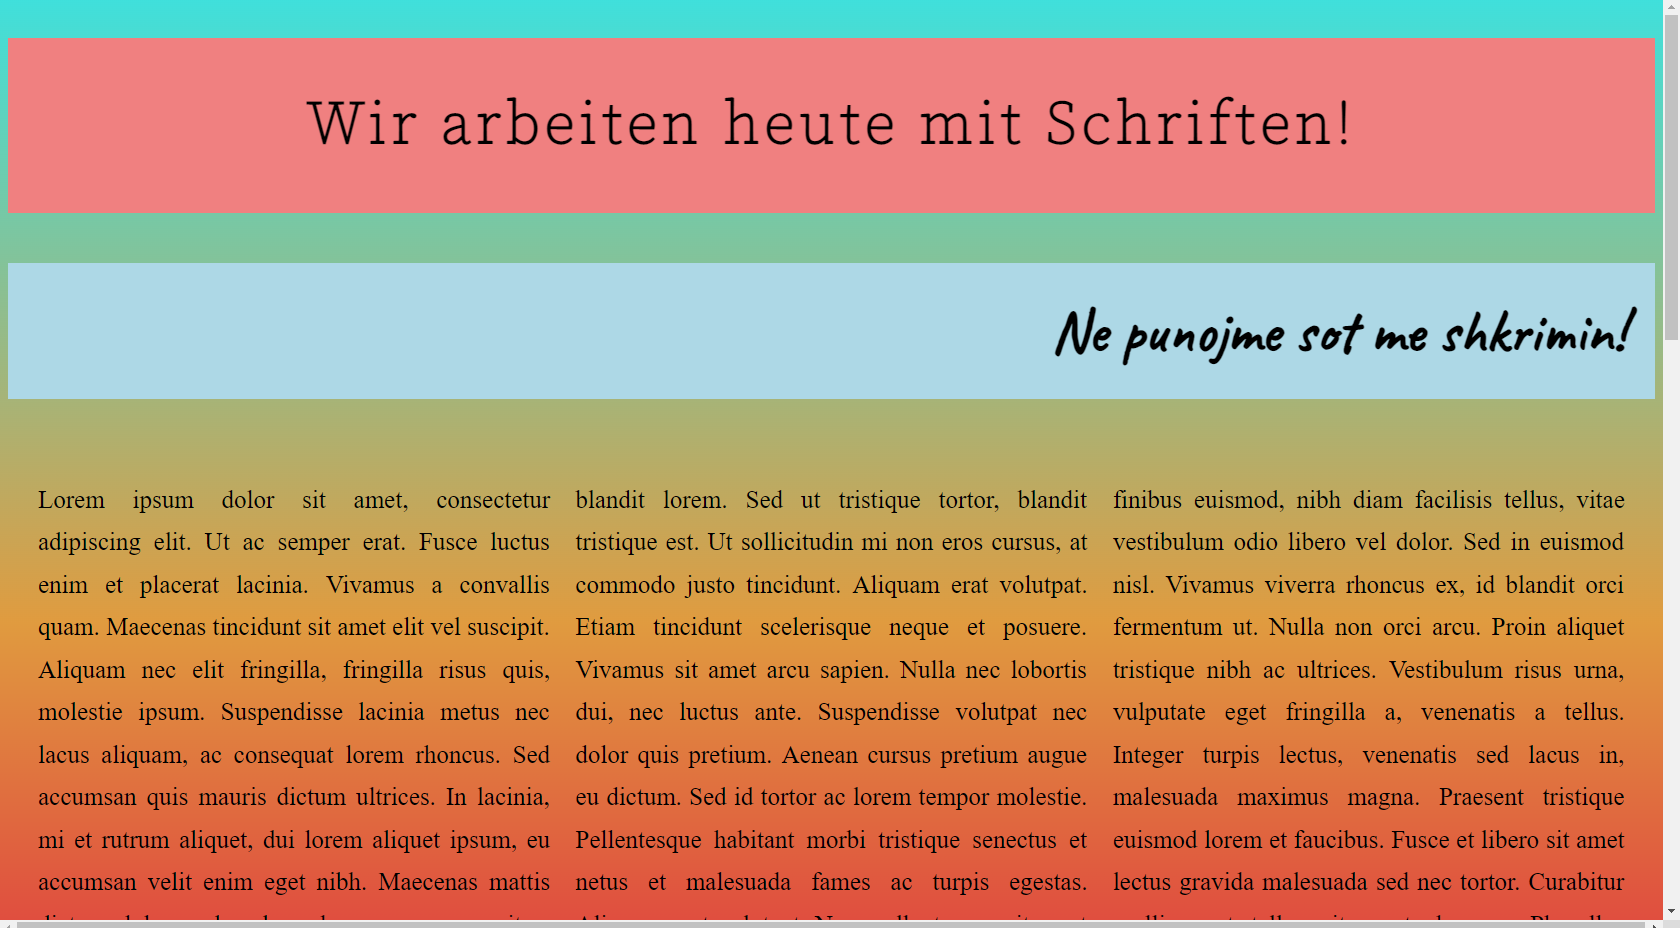 Wir arbeiten heute mit Schriften!
Ne punojme sot me shkrimin!
Lorem ipsum dolor sit amet, consectetur
adipiscing elit. Ut ac semper erat. Fusce luctus
enim et placerat lacinia. Vivamus a convallis
quam. Maecenas tincidunt sit amet elit vel suscipit.
Aliquam nec elit fringilla, fringilla risus quis,
molestie ipsum. Suspendisse lacinia metus nec
lacus aliquam, ac consequat lorem rhoncus. Sed
accumsan quis mauris dictum ultrices. In lacinia,
mi et rutrum aliquet, dui lorem aliquet ipsum, eu
accumsan velit enim eget nibh. Maecenas mattis
blandit lorem. Sed ut tristique tortor, blandit
tristique est. Ut sollicitudin mi non eros cursus, at
commodo justo tincidunt. Aliquam erat volutpat.
Etiam tincidunt scelerisque neque et posuere.
Vivamus sit amet arcu sapien. Nulla nec lobortis
dui, nec luctus ante. Suspendisse volutpat nec
dolor quis pretium. Aenean cursus pretium augue
eu dictum. Sed id tortor ac lorem tempor molestie.
Pellentesque habitant morbi tristique senectus et
netus et malesuada fames ac turpis egestas.
finibus euismod, nibh diam facilisis tellus, vitae
vestibulum odio libero vel dolor. Sed in euismod
nisl. Vivamus viverra rhoncus ex, id blandit orci
fermentum ut. Nulla non orci arcu. Proin aliquet
tristique nibh ac ultrices. Vestibulum risus urna,
vulputate eget fringilla a, venenatis a tellus.
Integer turpis lectus, venenatis sed lacus in,
malesuada maximus magna. Praesent tristique
euismod lorem et faucibus. Fusce et libero sit amet
lectus gravida malesuada sed nec tortor. Curabitur